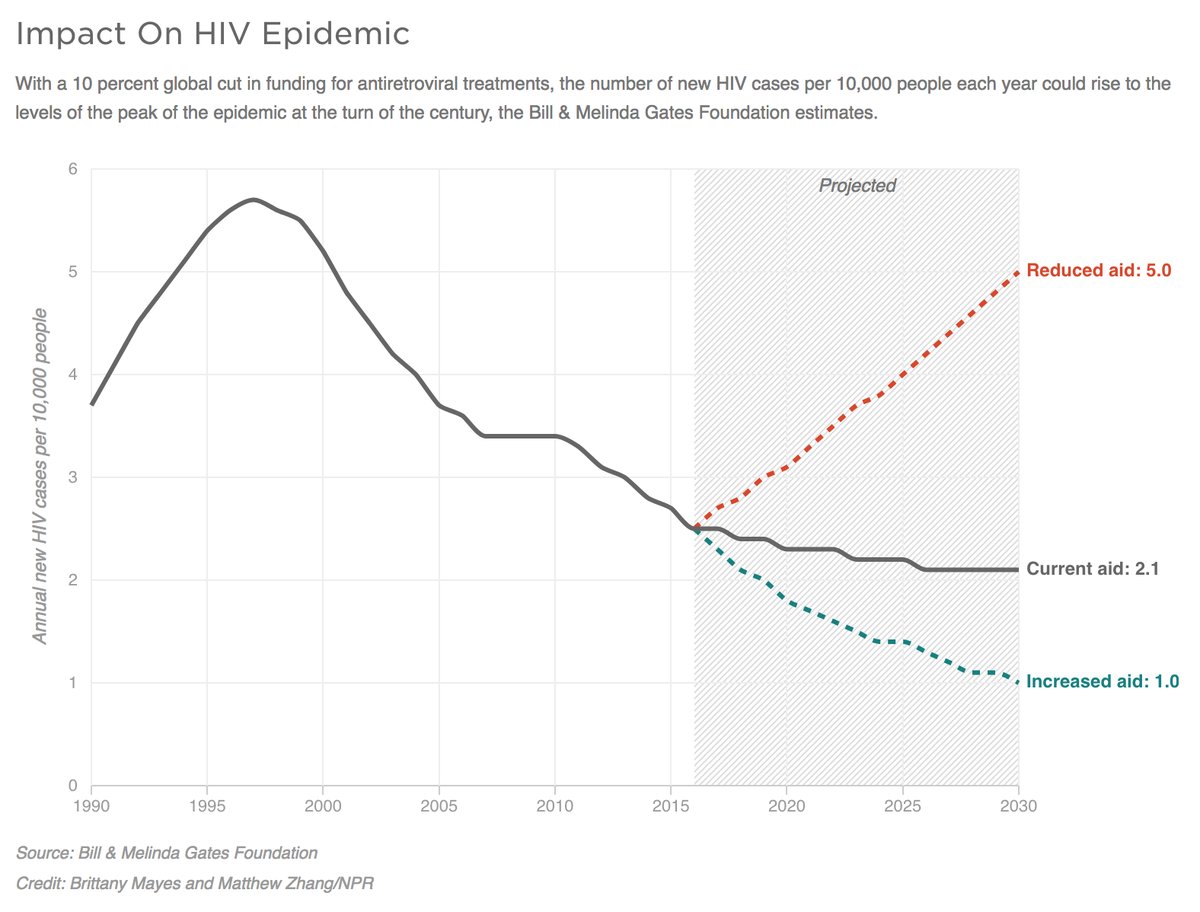 Impact On HIV Epidemic
With a 10 percent global cut in funding for antiretroviral treatments, the number of new HIV cases per 10,000 people each year could rise to the
levels of the peak of the epidemic at the turn of the century, the Bill & Melinda Gates Foundation estimates.
Annual new HIV cases per 10,000 people
6
5
4
3
2
1
0
Projected
Reduced aid: 5.0
Current aid: 2.1
Increased aid: 1.0
1990 1995 2000 2005 2010 2015 2020 2025 2030
Source: Bill & Melinda Gates Foundation
Credit: Brittany Mayes and Matthew Zhang/NPR